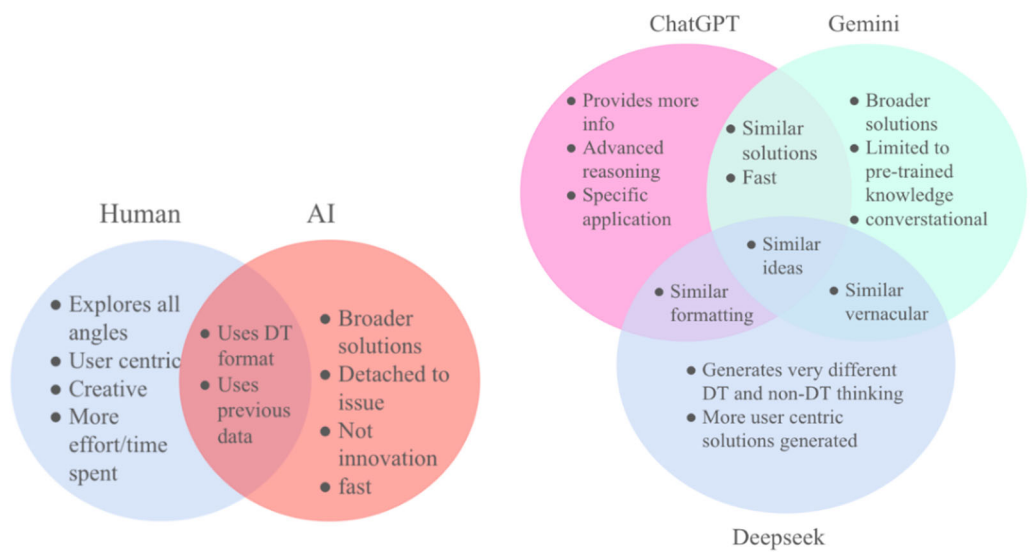 Human
AI
● Explores all
angles
● User centric
● Creative
● More
effort/time
spent
● Uses DT
format
● Uses
previous
data
● Broader
solutions
● Detached to
issue
● Not
innovation
● fast
ChatGPT
Gemini
● Provides more
info
● Advanced
reasoning
● Specific
application
● Similar
solutions
● Fast
● Broader
solutions
● Limited to
pre-trained
knowledge
● converstational
● Similar
ideas
● Similar
formatting
● Similar
vernacular
● Generates very different
DT and non-DT thinking
● More user centric
solutions generated
Deepseek